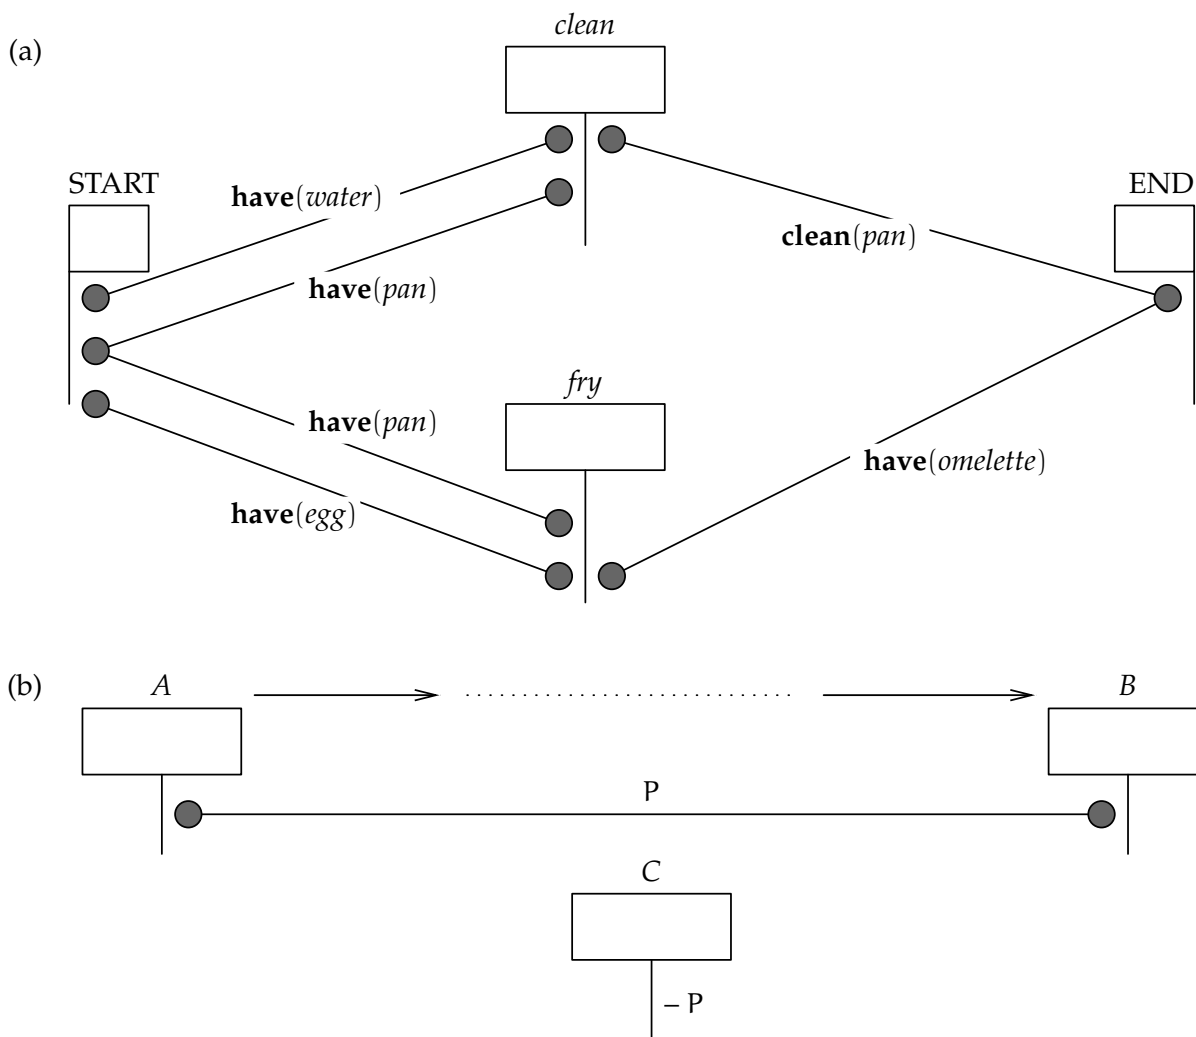 (a)
clean
START
END
have(water)
clean(pan)
have(pan)
fry
have(pan)
have(omelette)
have(egg)
(b)
A
B
P
C
– P